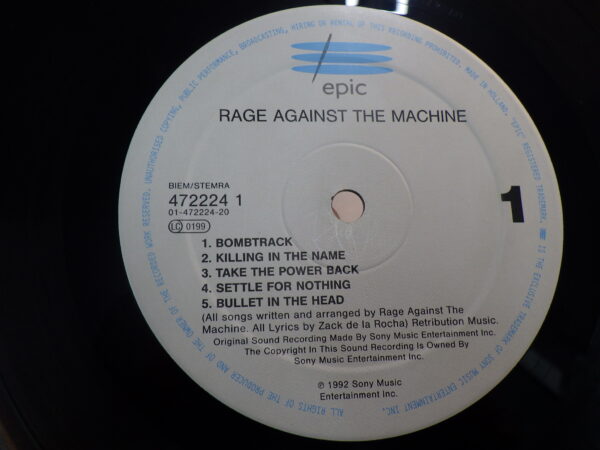 epic
RAGE AGAINST THE MACHINE
BIEM/STEMRA
472224 1
01-472224-20
LC 0199
1
1. BOMBTRACK
2. KILLING IN THE NAME
3. TAKE THE POWER BACK
4. SETTLE FOR NOTHING
5. BULLET IN THE HEAD
(All songs written and arranged by Rage Against The
Machine. All Lyrics by Zack de la Rocha) Retribution Music.
Original Sound Recording Made By Sony Music Entertainment Inc.
The Copyright In This Sound Recording Is Owned By
Sony Music Entertainment Inc.
℗ 1992 Sony Music
Entertainment Inc.
ALL RIGHTS OF THE PRODUCER AND OF THE OWNER OF THE RECORDED WORK RESERVED. UNAUTHORISED COPYING, PUBLIC PERFORMANCE, BROADCASTING, HIRING OR RENTAL OF THIS RECORDING PROHIBITED. MADE IN HOLLAND. "EPIC" REGISTERED TRADEMARK. IS THE EXCLUSIVE TRADEMARK OF SONY MUSIC ENTERTAINMENT INC.